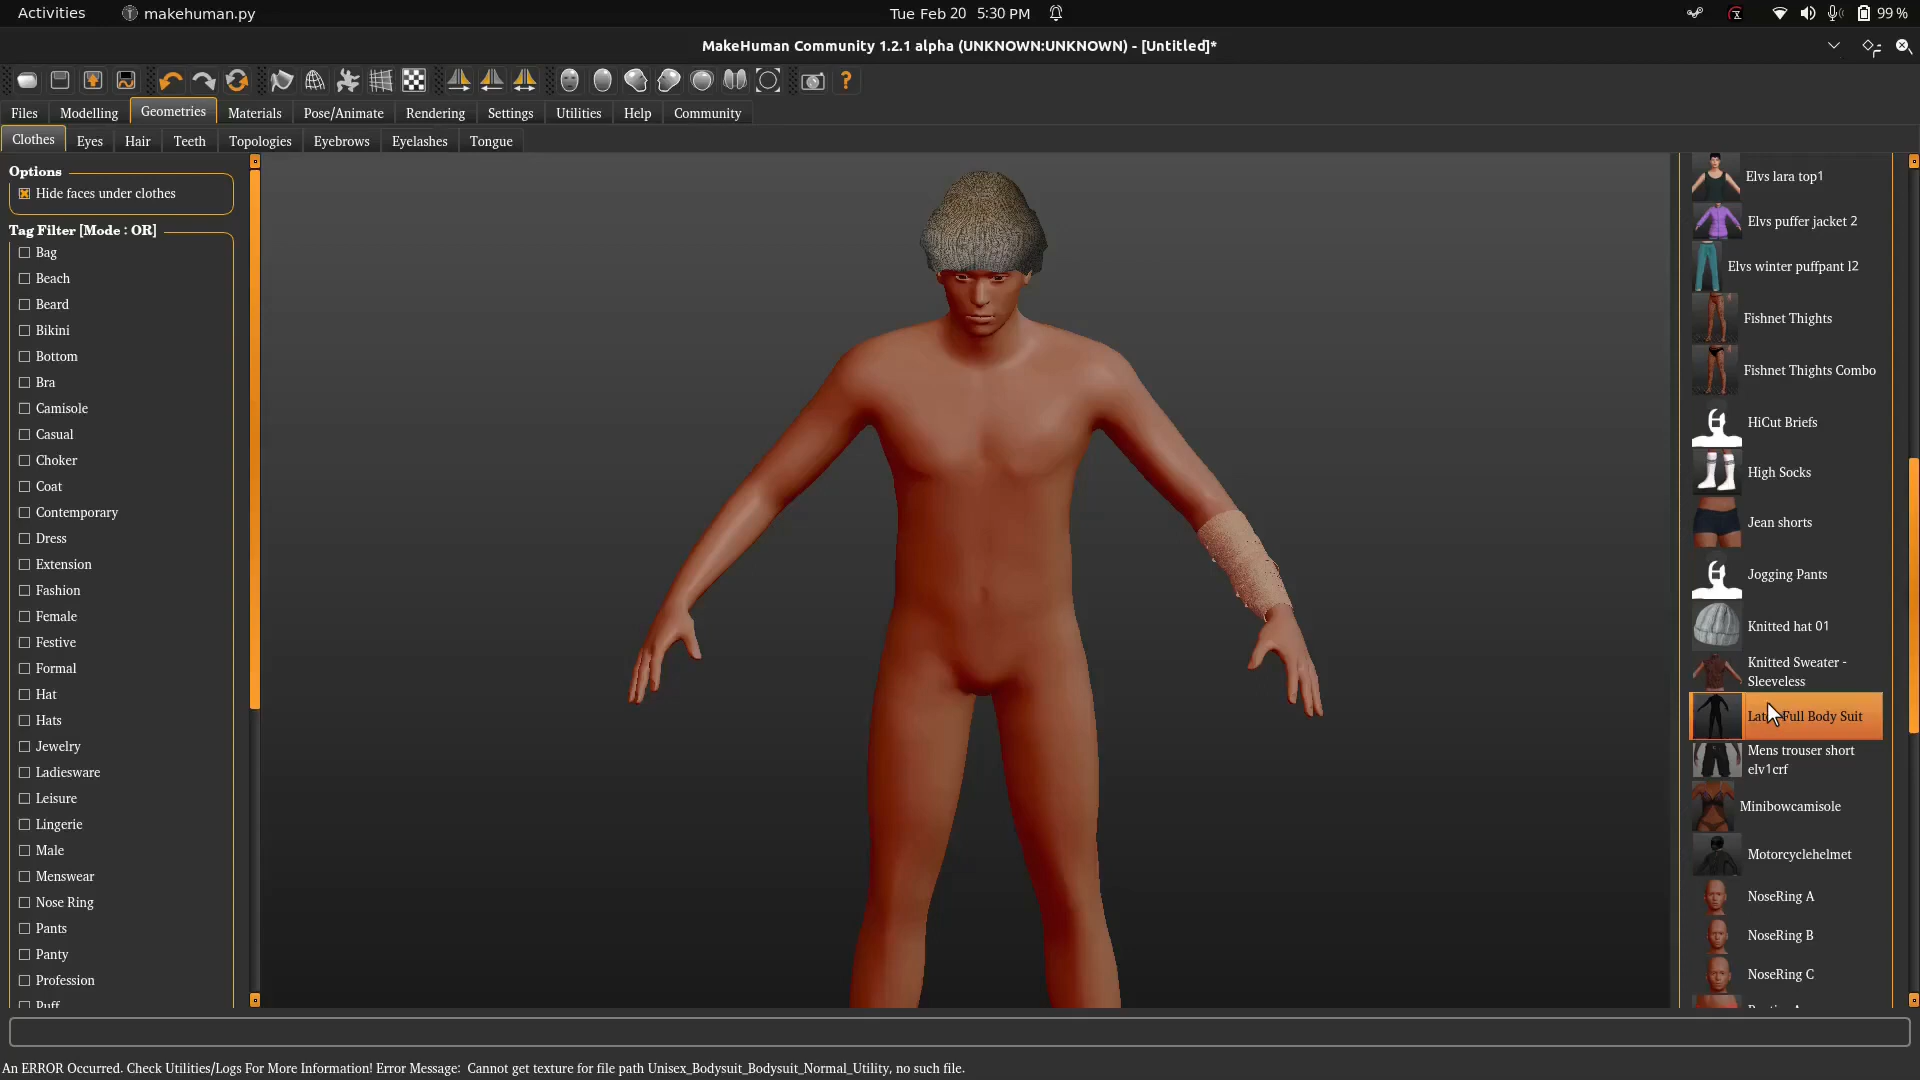 Activities
makehuman.py
Tue Feb 20 5:30 PM
99 %
MakeHuman Community 1.2.1 alpha (UNKNOWN:UNKNOWN) - [Untitled]*
Files Modelling Geometries Materials Pose/Animate Rendering Settings Utilities Help Community
Clothes Eyes Hair Teeth Topologies Eyebrows Eyelashes Tongue
Options
Hide faces under clothes
Tag Filter [Mode : OR]
Bag
Beach
Beard
Bikini
Bottom
Bra
Camisole
Casual
Choker
Coat
Contemporary
Dress
Extension
Fashion
Female
Festive
Formal
Hat
Hats
Jewelry
Ladiesware
Leisure
Lingerie
Male
Menswear
Nose Ring
Pants
Panty
Profession
Puff
Elvs lara top1
Elvs puffer jacket 2
Elvs winter puffpant l2
Fishnet Thights
Fishnet Thights Combo
HiCut Briefs
High Socks
Jean shorts
Jogging Pants
Knitted hat 01
Knitted Sweater -
Sleeveless
Full Body Suit
Mens trouser short
elv1crf
Minibowcamisole
Motorcyclehelmet
NoseRing A
NoseRing B
NoseRing C
An ERROR Occurred. Check Utilities/Logs For More Information! Error Message: Cannot get texture for file path Unisex_Bodysuit_Bodysuit_Normal_Utility, no such file.